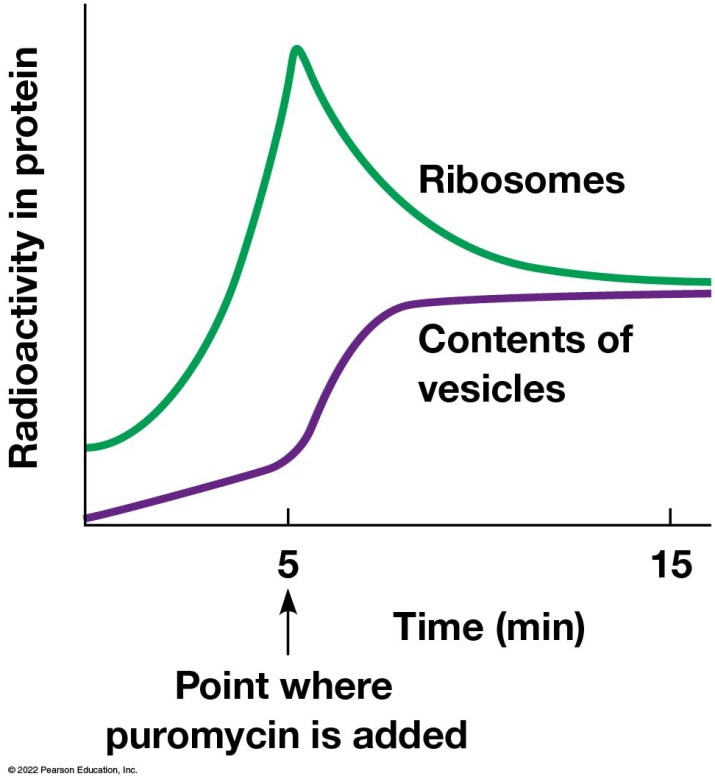 Radioactivity in protein
Ribosomes
Contents of
vesicles
5
15
Time (min)
Point where
puromycin is added
© 2022 Pearson Education, Inc.